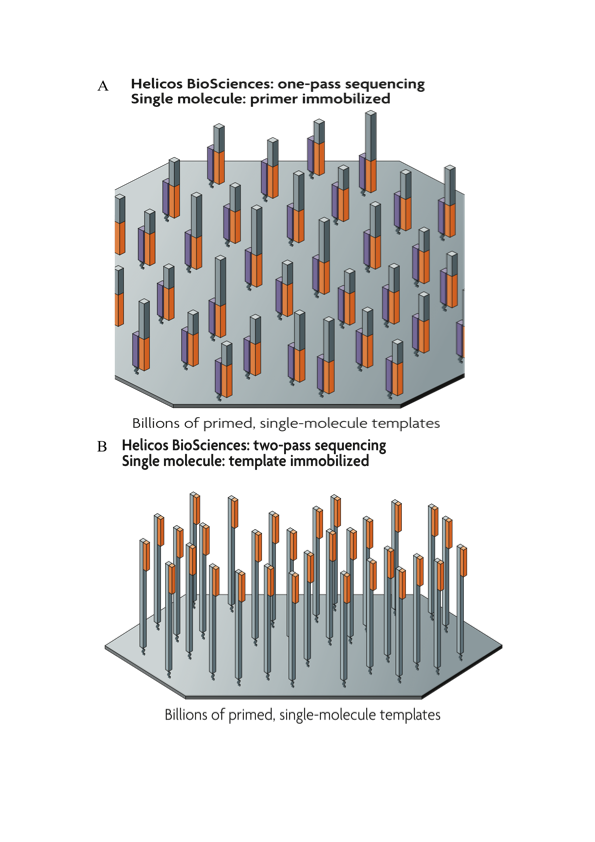 A
Helicos BioSciences: one-pass sequencing
Single molecule: primer immobilized
Billions of primed, single-molecule templates
B
Helicos BioSciences: two-pass sequencing
Single molecule: template immobilized
Billions of primed, single-molecule templates